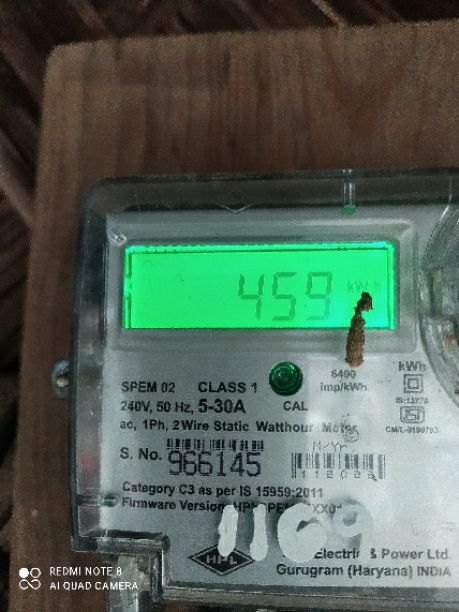 459 kWh
SPEM 02 CLASS 1
6400 imp/kWh
kWh
240V, 50 Hz, 5-30A CAL
IS:13779
ac, 1Ph, 2Wire Static Watthour Meter
S. No. 966145
M/Yr
Category C3 as per IS 15959:2011
Firmware Version
1169
HPL Electric & Power Ltd.
Gurugram (Haryana) INDIA
REDMI NOTE 8
AI QUAD CAMERA